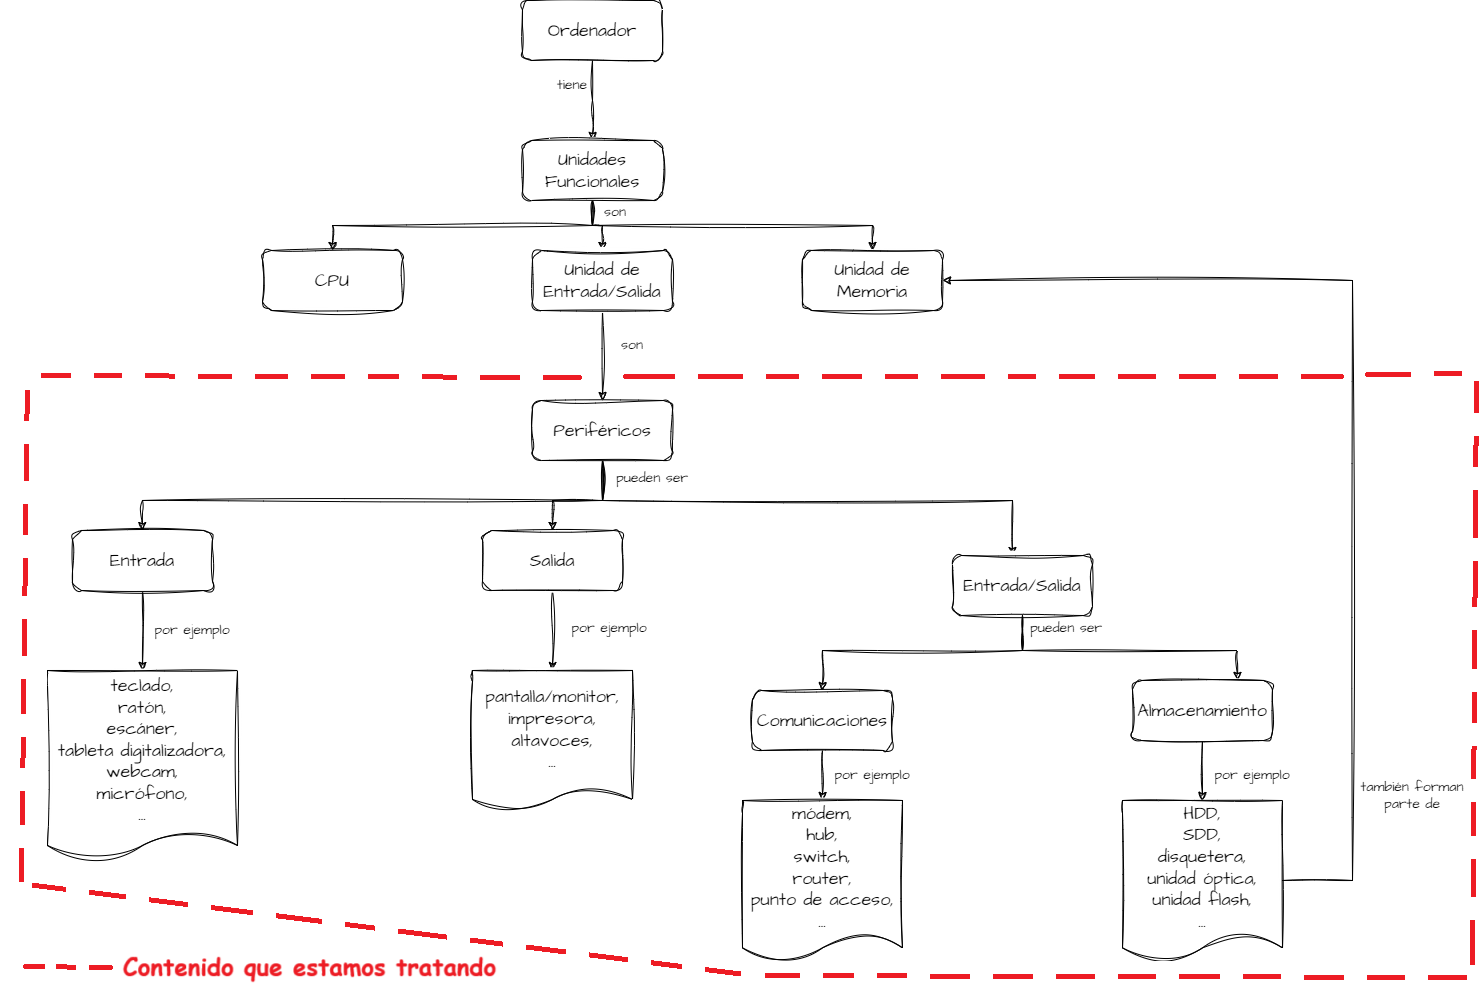 Ordenador
tiene
Unidades
Funcionales
son
CPU
Unidad de
Entrada/Salida
Unidad de
Memoria
son
Periféricos
pueden ser
Entrada
Salida
Entrada/Salida
por ejemplo
por ejemplo
pueden ser
teclado,
ratón,
escáner,
tableta digitalizadora,
webcam,
micrófono,
...
pantalla/monitor,
impresora,
altavoces,
...
Comunicaciones
Almacenamiento
por ejemplo
por ejemplo
también forman
parte de
módem,
hub,
switch,
router,
punto de acceso,
...
HDD,
SDD,
disquetera,
unidad óptica,
unidad flash,
...
Contenido que estamos tratando